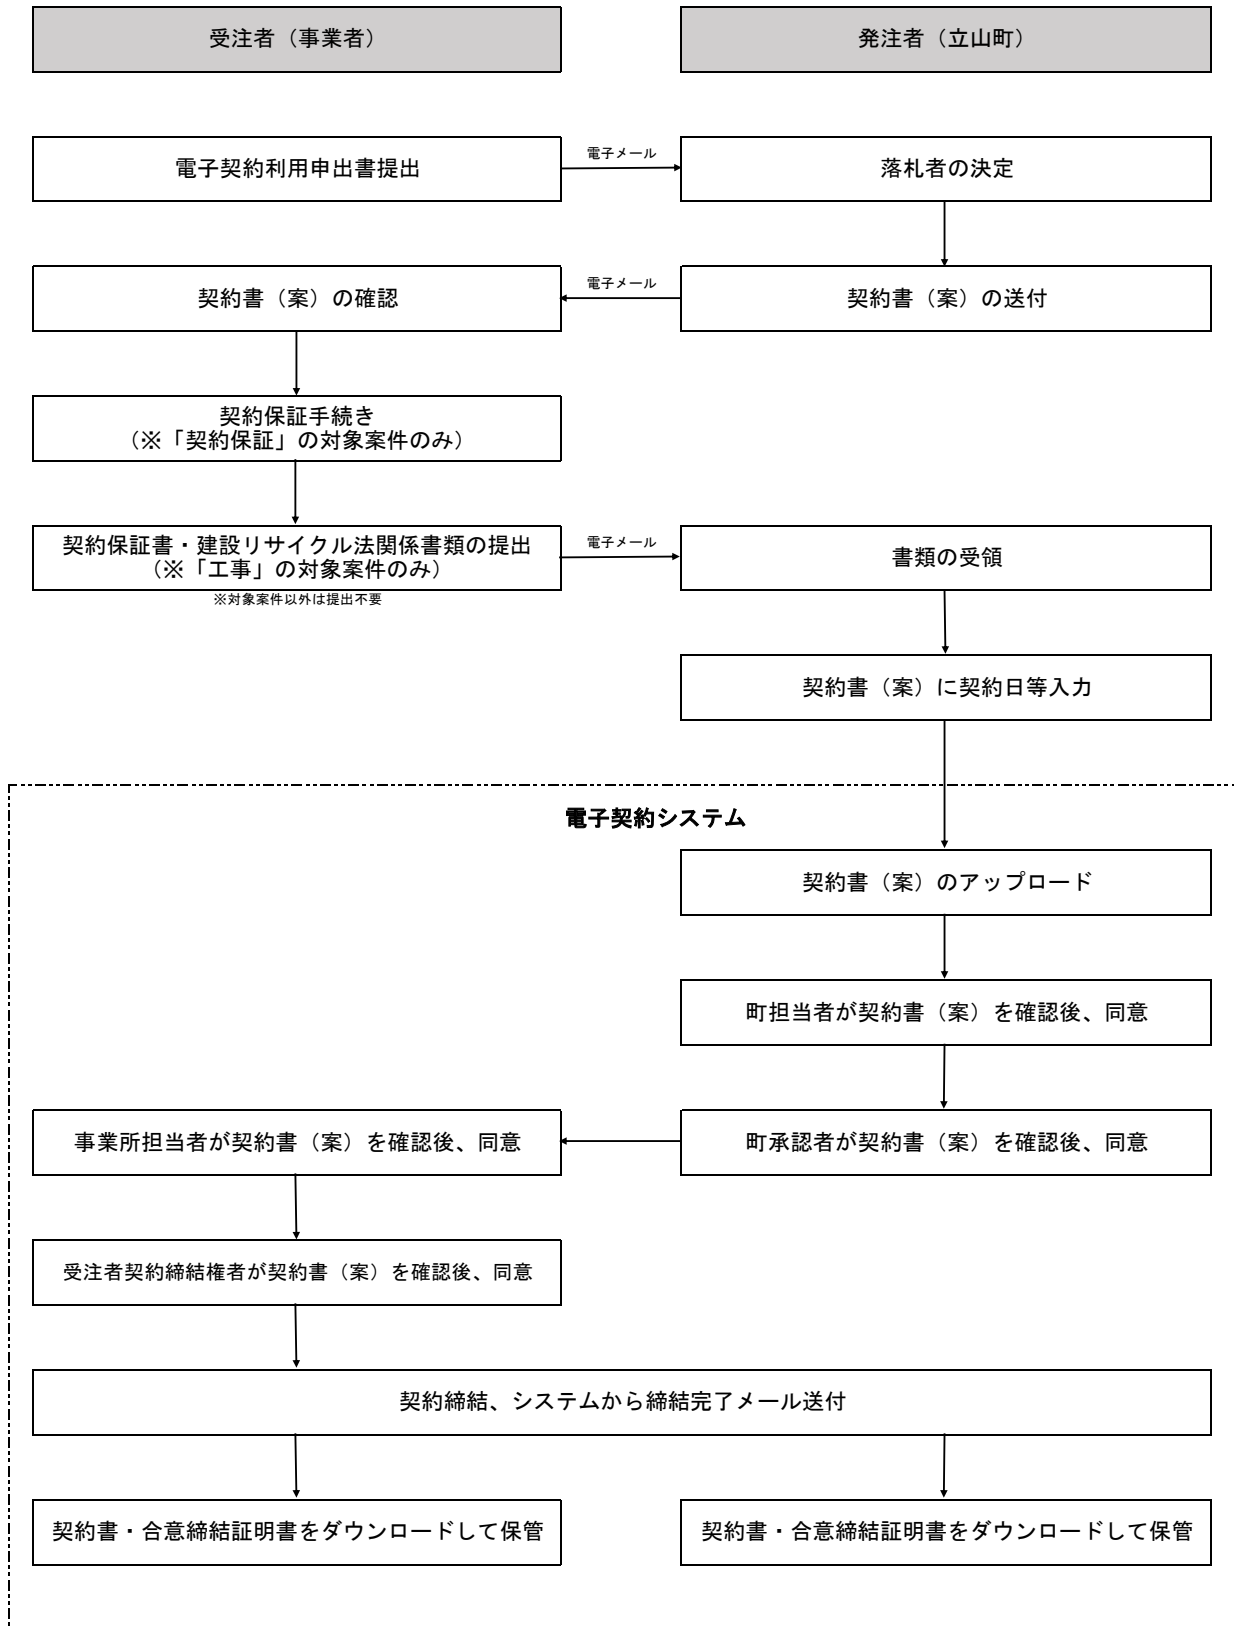 受注者（事業者）
発注者（立山町）
電子契約利用申出書提出
電子メール
落札者の決定
契約書（案）の確認
電子メール
契約書（案）の送付
契約保証手続き
（※「契約保証」の対象案件のみ）
契約保証書・建設リサイクル法関係書類の提出
（※「工事」の対象案件のみ）
※対象案件以外は提出不要
電子メール
書類の受領
契約書（案）に契約日等入力
電子契約システム
契約書（案）のアップロード
町担当者が契約書（案）を確認後、同意
事業所担当者が契約書（案）を確認後、同意
町承認者が契約書（案）を確認後、同意
受注者契約締結権者が契約書（案）を確認後、同意
契約締結、システムから締結完了メール送付
契約書・合意締結証明書をダウンロードして保管
契約書・合意締結証明書をダウンロードして保管